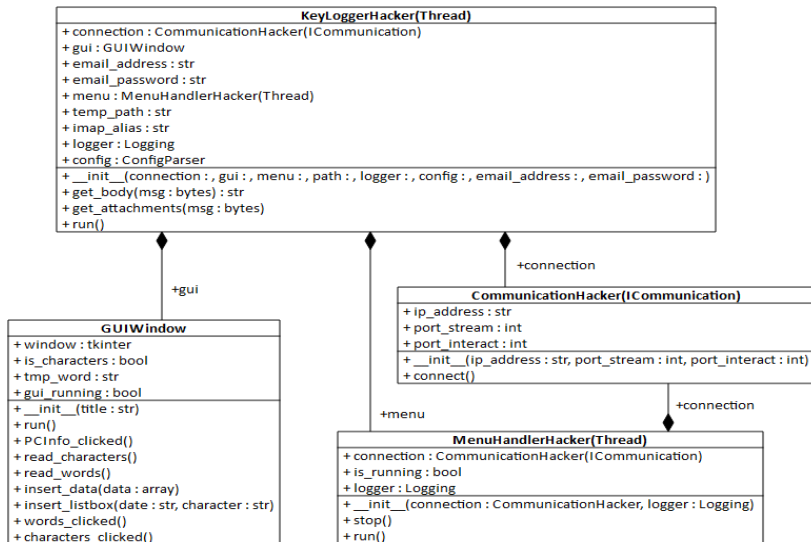 KeyLoggerHacker(Thread)
+ connection : CommunicationHacker(ICommunication)
+ gui : GUIWindow
+ email_address : str
+ email_password : str
+ menu : MenuHandlerHacker(Thread)
+ temp_path : str
+ imap_alias : str
+ logger : Logging
+ config : ConfigParser
+ __init__(connection : , gui : , menu : , path : , logger : , config : , email_address : , email_password : )
+ get_body(msg : bytes) : str
+ get_attachments(msg : bytes)
+ run()
+gui
+connection
+menu
GUIWindow
+ window : tkinter
+ is_characters : bool
+ tmp_word : str
+ gui_running : bool
+ __init__(title : str)
+ run()
+ PCInfo_clicked()
+ read_characters()
+ read_words()
+ insert_data(data : array)
+ insert_listbox(date : str, character : str)
+ words_clicked()
+ characters_clicked()
CommunicationHacker(ICommunication)
+ ip_address : str
+ port_stream : int
+ port_interact : int
+ __init__(ip_address : str, port_stream : int, port_interact : int)
+ connect()
+connection
MenuHandlerHacker(Thread)
+ connection : CommunicationHacker(ICommunication)
+ is_running : bool
+ logger : Logging
+ __init__(connection : CommunicationHacker, logger : Logging)
+ stop()
+ run()